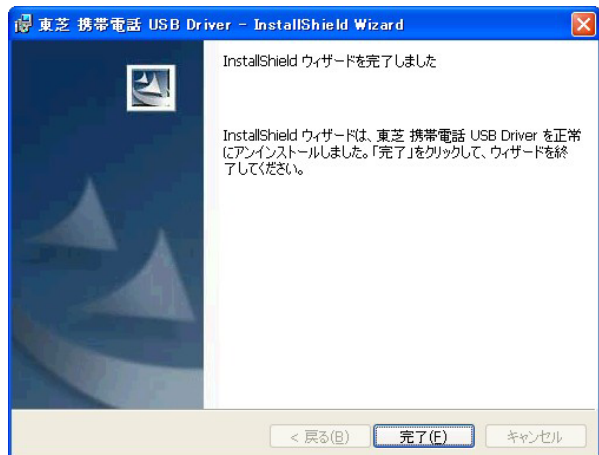 東芝 携帯電話 USB Driver - InstallShield Wizard
InstallShield ウィザードを完了しました
InstallShield ウィザードは、東芝 携帯電話 USB Driver を正常
にアンインストールしました。「完了」をクリックして、ウィザードを終
了してください。
< 戻る(B)
完了(F)
キャンセル